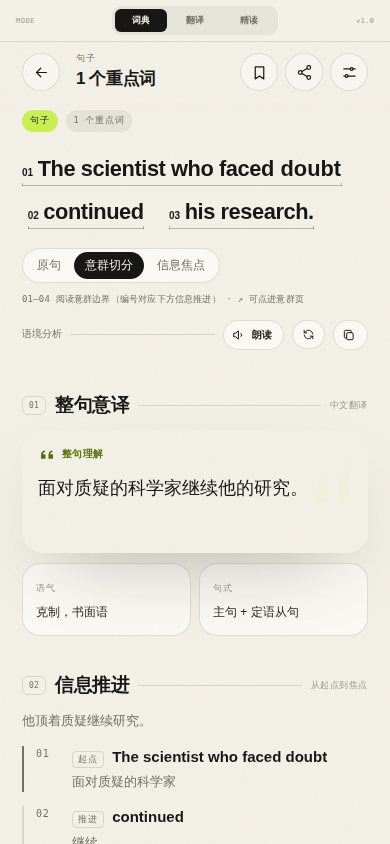 MODE 词典 翻译 精读 v1.0
句子
1 个重点词
句子 1 个重点词
01 The scientist who faced doubt
02 continued 03 his research.
原句 意群切分 信息焦点
01—04 阅读意群边界（编号对应下方信息推进） · ↗ 可点进意群页
语境分析 朗读
01 整句意译 中文翻译
整句理解
面对质疑的科学家继续他的研究。
语气 句式
克制，书面语 主句 + 定语从句
02 信息推进 从起点到焦点
他顶着质疑继续研究。
01 起点 The scientist who faced doubt
面对质疑的科学家
02 推进 continued
继续